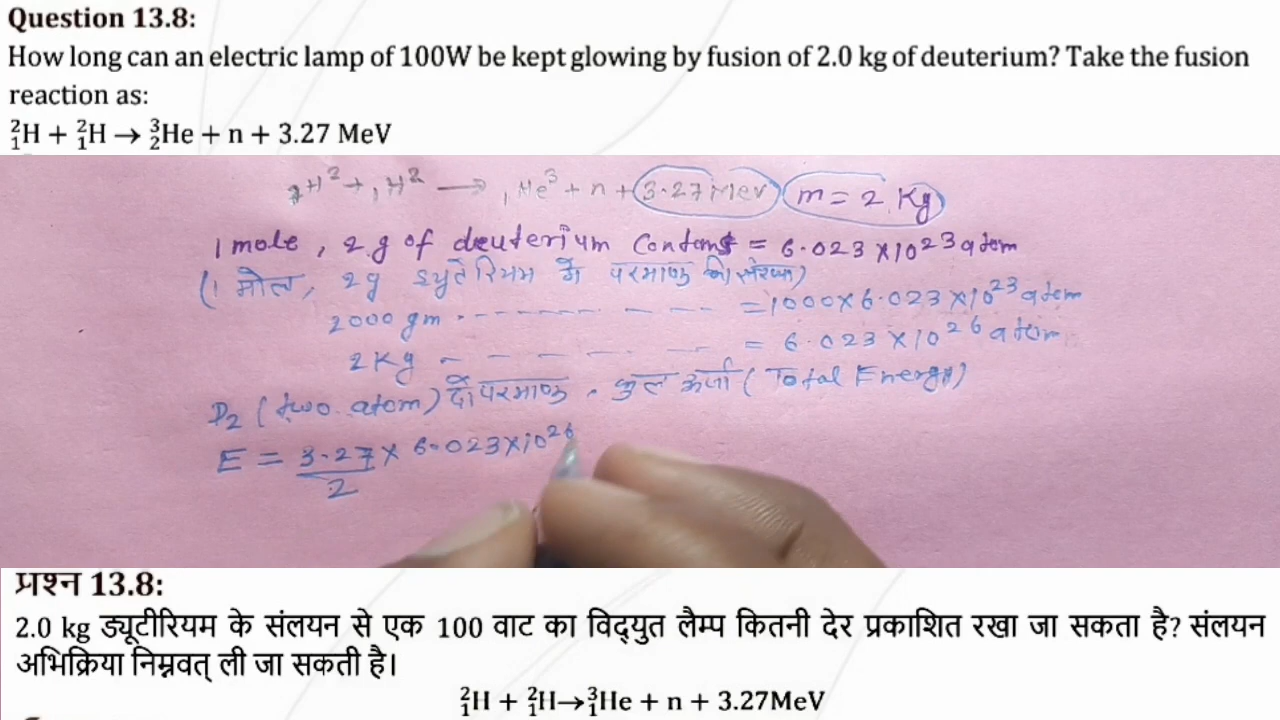 Question 13.8:
How long can an electric lamp of 100W be kept glowing by fusion of 2.0 kg of deuterium? Take the fusion
reaction as:
²₁H + ²₁H → ³₂He + n + 3.27 MeV
₁H² + ₁H² → ₁He³ + n + 3.27 MeV m = 2 Kg
1 mole, 2 g of deuterium = 6.023 × 10²³ atom
(1 मोल, 2g ड्युटेरियम में परमाणु की संख्या)
2000 gm - - - - - - - - = 1000 × 6.023 × 10²³ atom
2 Kg - - - - - - = 6.023 × 10²⁶ atom
D₂ (two atom) दो परमाणु कुल ऊर्जा (Total Energy)
E = 3.27/2 × 6.023 × 10²⁶
प्रश्न 13.8:
2.0 kg ड्यूटीरियम के संलयन से एक 100 वाट का विद्युत लैम्प कितनी देर प्रकाशित रखा जा सकता है? संलयन
अभिक्रिया निम्नवत् ली जा सकती है।
²₁H + ²₁H→³₁He + n + 3.27MeV